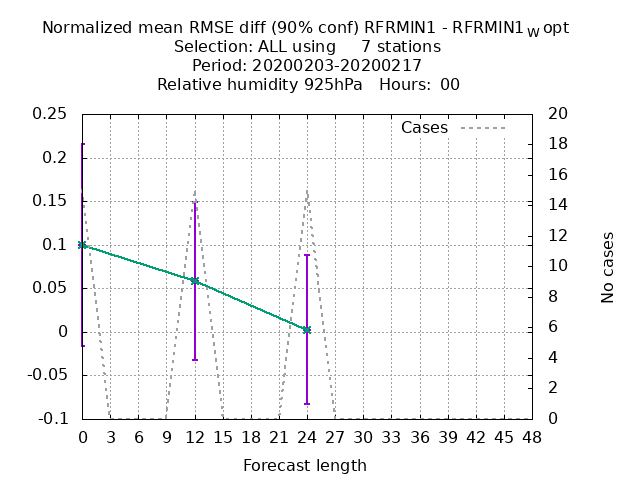 Normalized mean RMSE diff (90% conf) RFRMIN1 - RFRMIN1W opt
Selection: ALL using 7 stations
Period: 20200203-20200217
Relative humidity 925hPa Hours: 00
Cases
0.25
0.2
0.15
0.1
0.05
0
-0.05
-0.1
20
18
16
14
12
10
8
6
4
2
0
No cases
0 3 6 9 12 15 18 21 24 27 30 33 36 39 42 45 48
Forecast length